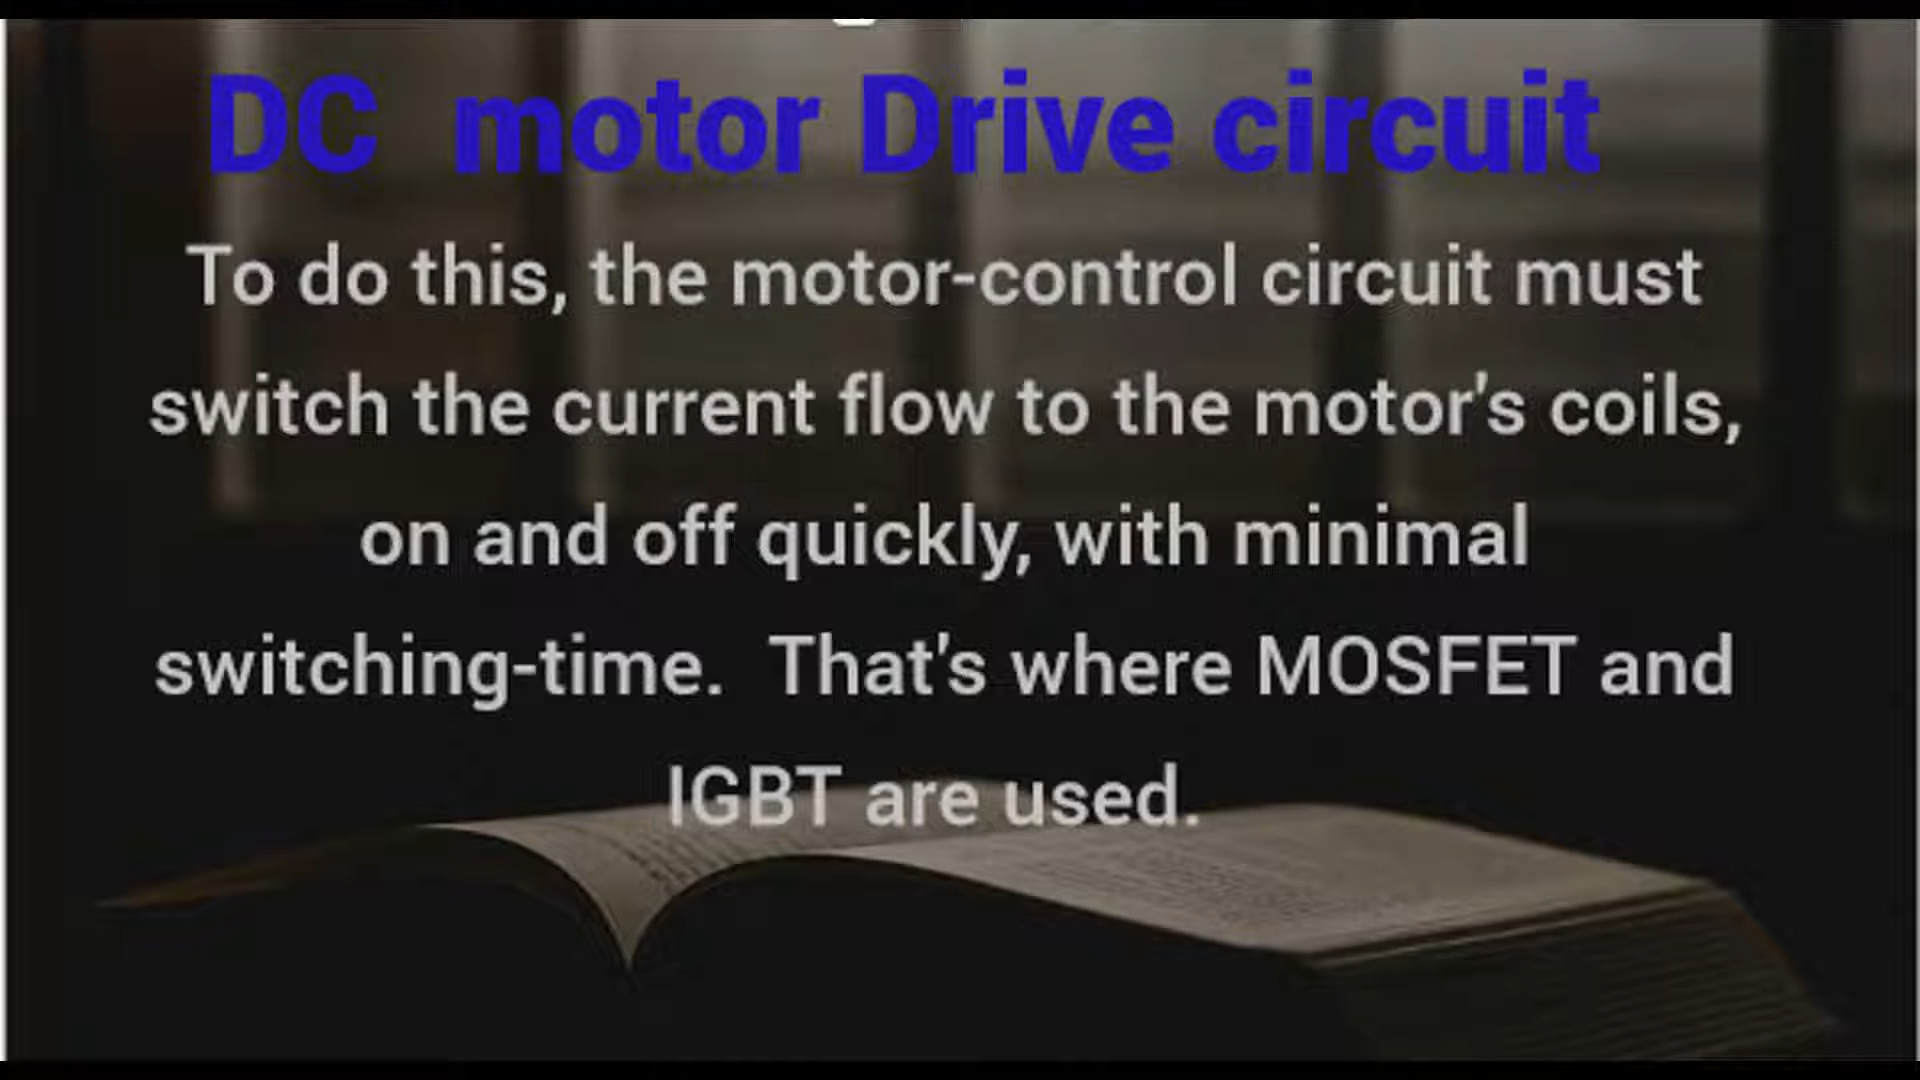 DC motor Drive circuit
To do this, the motor-control circuit must
switch the current flow to the motor's coils,
on and off quickly, with minimal
switching-time. That's where MOSFET and
IGBT are used.